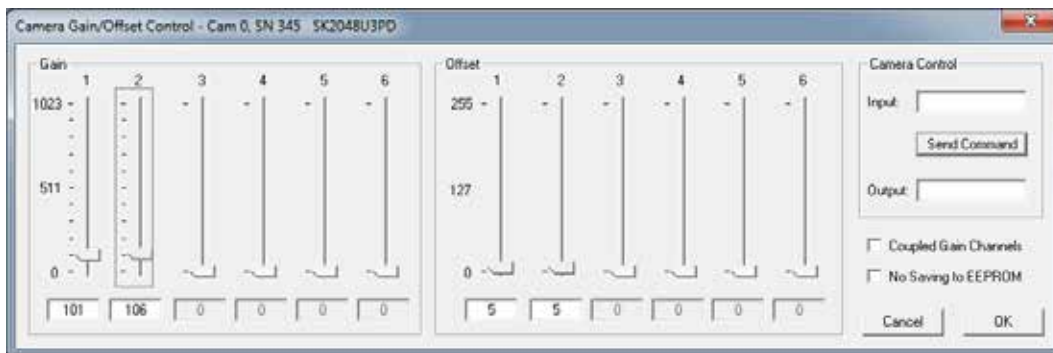 Camera Gain/Offset Control - Cam 0, SN 345 SK2048U3PD
Gain
1 2 3 4 5 6
1023
511
0
101 106 0 0 0 0
Offset
1 2 3 4 5 6
255
127
0
5 5 0 0 0 0
Camera Control
Input:
Send Command
Output:
Coupled Gain Channels
No Saving to EEPROM
Cancel OK